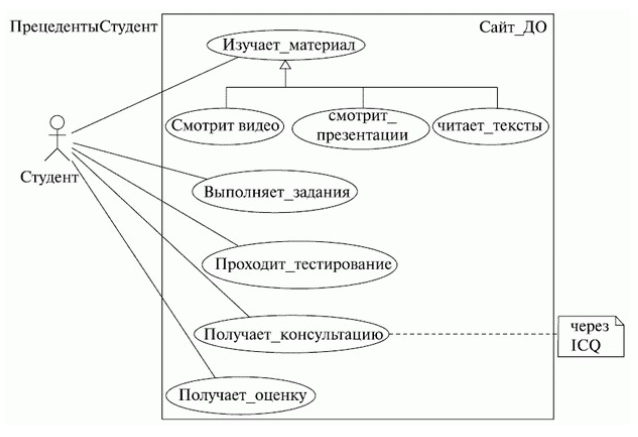 ПрецедентыСтудент
Сайт_ДО
Изучает_материал
Смотрит видео
смотрит_
презентации
читает_тексты
Студент
Выполняет_задания
Проходит_тестирование
Получает_консультацию
через
ICQ
Получает_оценку